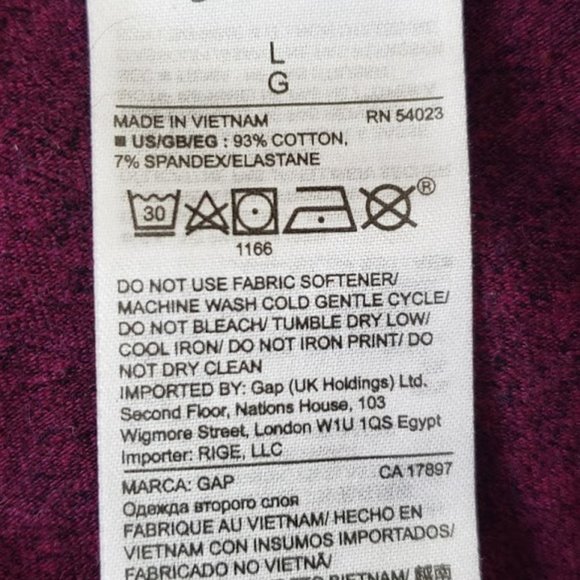 L
G
MADE IN VIETNAM RN 54023
US/GB/EG : 93% COTTON,
7% SPANDEX/ELASTANE
30
®
1166
DO NOT USE FABRIC SOFTENER/
MACHINE WASH COLD GENTLE CYCLE/
DO NOT BLEACH/ TUMBLE DRY LOW/
COOL IRON/ DO NOT IRON PRINT/ DO
NOT DRY CLEAN
IMPORTED BY: Gap (UK Holdings) Ltd.
Second Floor, Nations House, 103
Wigmore Street, London W1U 1QS Egypt
Importer: RIGE, LLC
MARCA: GAP CA 17897
Одежда второго слоя
FABRIQUE AU VIETNAM/ HECHO EN
VIETNAM CON INSUMOS IMPORTADOS/
FABRICADO NO VIETNÃ/
VIETNAM/ 越南